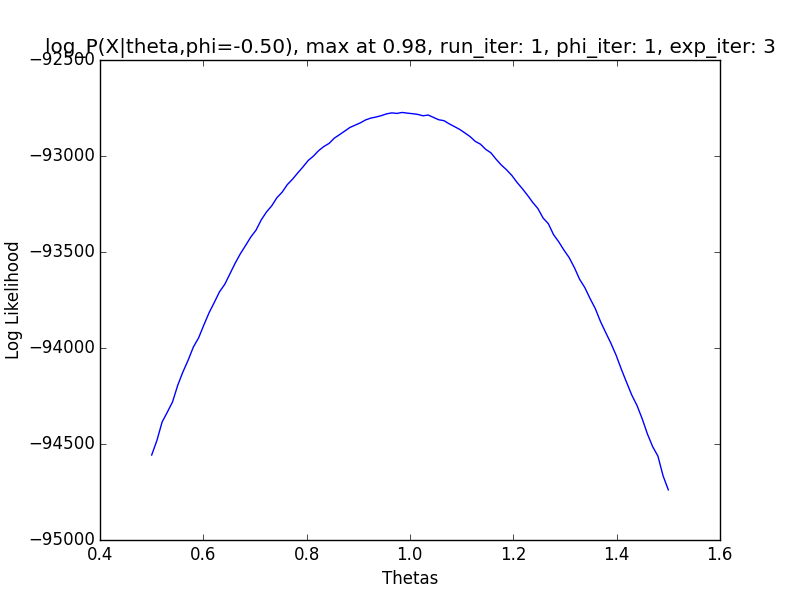 log P(X|theta,phi=-0.50), max at 0.98, run_iter: 1, phi_iter: 1, exp_iter: 3
−92500
−93000
−93500
−94000
−94500
−95000
Log Likelihood
0.4 0.6 0.8 1.0 1.2 1.4 1.6
Thetas